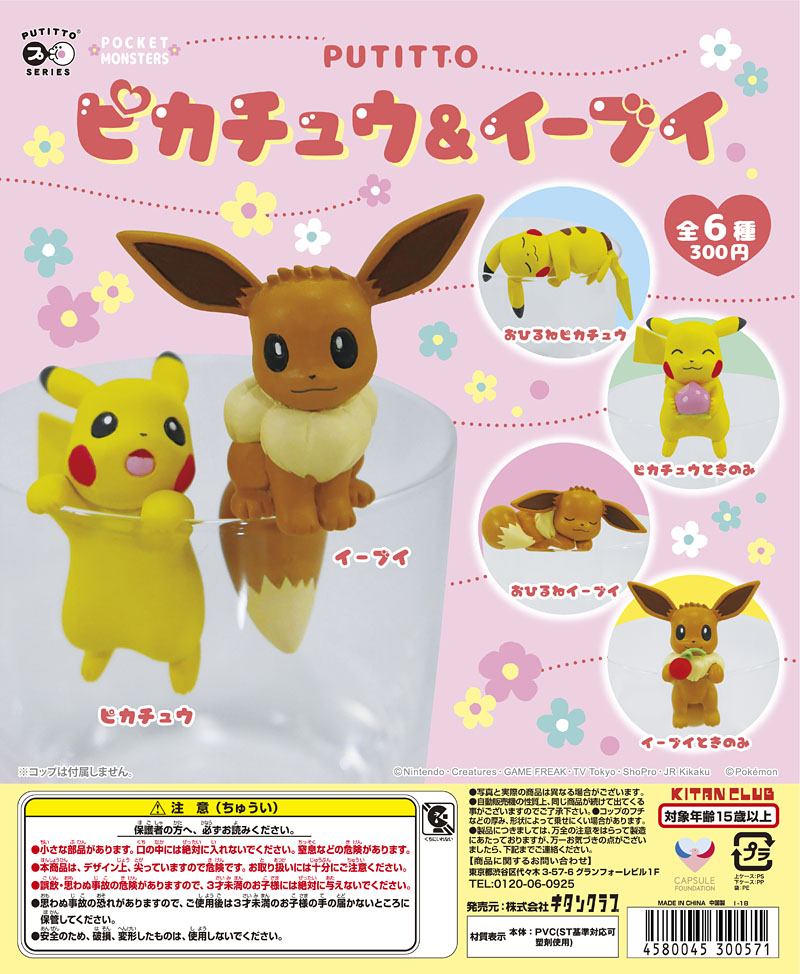 PUTITTO
SERIES
POCKET
MONSTERS
PUTITTO
ピカチュウ&イーブイ
全6種
300円
おひるねピカチュウ
ピカチュウときのみ
イーブイ
おひるねイーブイ
ピカチュウ
イーブイときのみ
※コップは付属しません。
©Nintendo・Creatures・GAME FREAK・TV Tokyo・ShoPro・JR Kikaku ©Pokémon
注意（ちゅうい）
保護者の方へ、必ずお読みください。
●小さな部品があります。口の中には絶対に入れないでください。窒息などの危険があります。
●本商品は、デザイン上、尖っていますので危険です。お取り扱いには十分にご注意ください。
●誤飲・思わぬ事故の危険がありますので、3才未満のお子様には絶対に与えないでください。
●思わぬ事故の恐れがありますので、ご使用後は3才未満のお子様の手の届かないところに
保管してください。
●安全のため、破損、変形したものは、使用しないでください。
くちにいれない
●写真と実際の商品は異なる場合がございます。
●自動販売機の性質上、同じ商品が続けて出てくる
事がございますのでご了承下さい。●コップのフチ
などの厚み、形状によって乗せにくい場合があります。
●製品につきましては、万全の注意をはらって製造
にあたっておりますが、万一お気づきの点がござい
ましたら、下記までご連絡ください。
【商品に関するお問い合わせ】
東京都渋谷区代々木3-57-6 グランフォーレビル1F
TEL:0120-06-0925
発売元：株式会社キタンクラブ
材質表示
本体：PVC(ST基準対応可
塑剤使用)
KITAN CLUB
対象年齢15歳以上
CAPSULE
FOUNDATION
プラ
上ケース:PS
下ケース:PP
袋:PE
MADE IN CHINA 中国製 I-18
4580045 300571